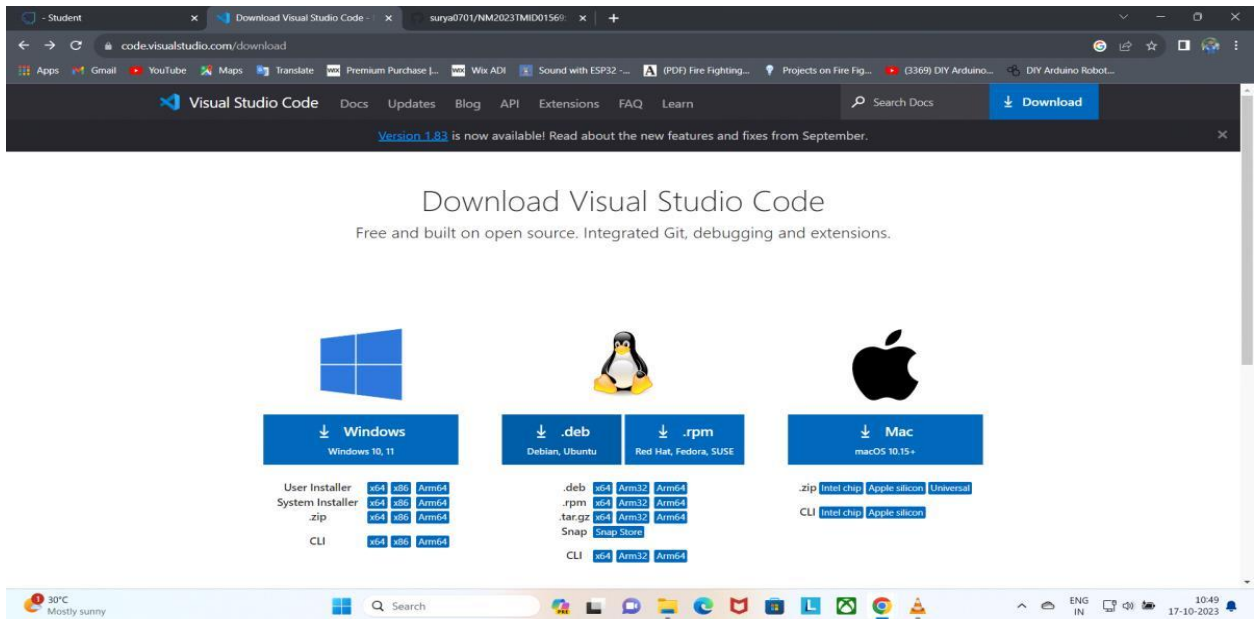 - Student
Download Visual Studio Code -
surya0701/NM2023TMID01569:
code.visualstudio.com/download
Apps Gmail YouTube Maps Translate Premium Purchase |... Wix ADI Sound with ESP32 -... (PDF) Fire Fighting... Projects on Fire Fig... (3369) DIY Arduino... DIY Arduino Robot...
Visual Studio Code Docs Updates Blog API Extensions FAQ Learn Search Docs Download
Version 1.83 is now available! Read about the new features and fixes from September.
Download Visual Studio Code
Free and built on open source. Integrated Git, debugging and extensions.
Windows
Windows 10, 11
User Installer x64 x86 Arm64
System Installer x64 x86 Arm64
.zip x64 x86 Arm64
CLI x64 x86 Arm64
.deb
Debian, Ubuntu
.rpm
Red Hat, Fedora, SUSE
.deb x64 Arm32 Arm64
.rpm x64 Arm32 Arm64
.tar.gz x64 Arm32 Arm64
Snap Snap Store
CLI x64 Arm32 Arm64
Mac
macOS 10.15+
.zip Intel chip Apple silicon Universal
CLI Intel chip Apple silicon
30°C
Mostly sunny
Search
ENG
IN
10:49
17-10-2023